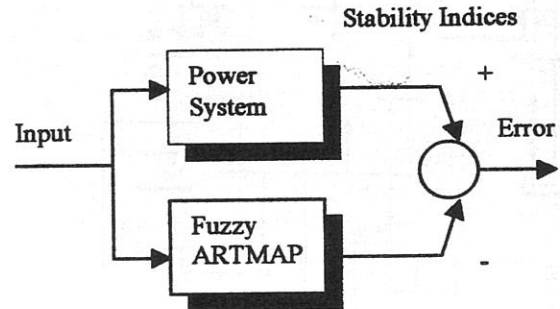 Stability Indices
Power
System
+
Input
Error
Fuzzy
ARTMAP
-